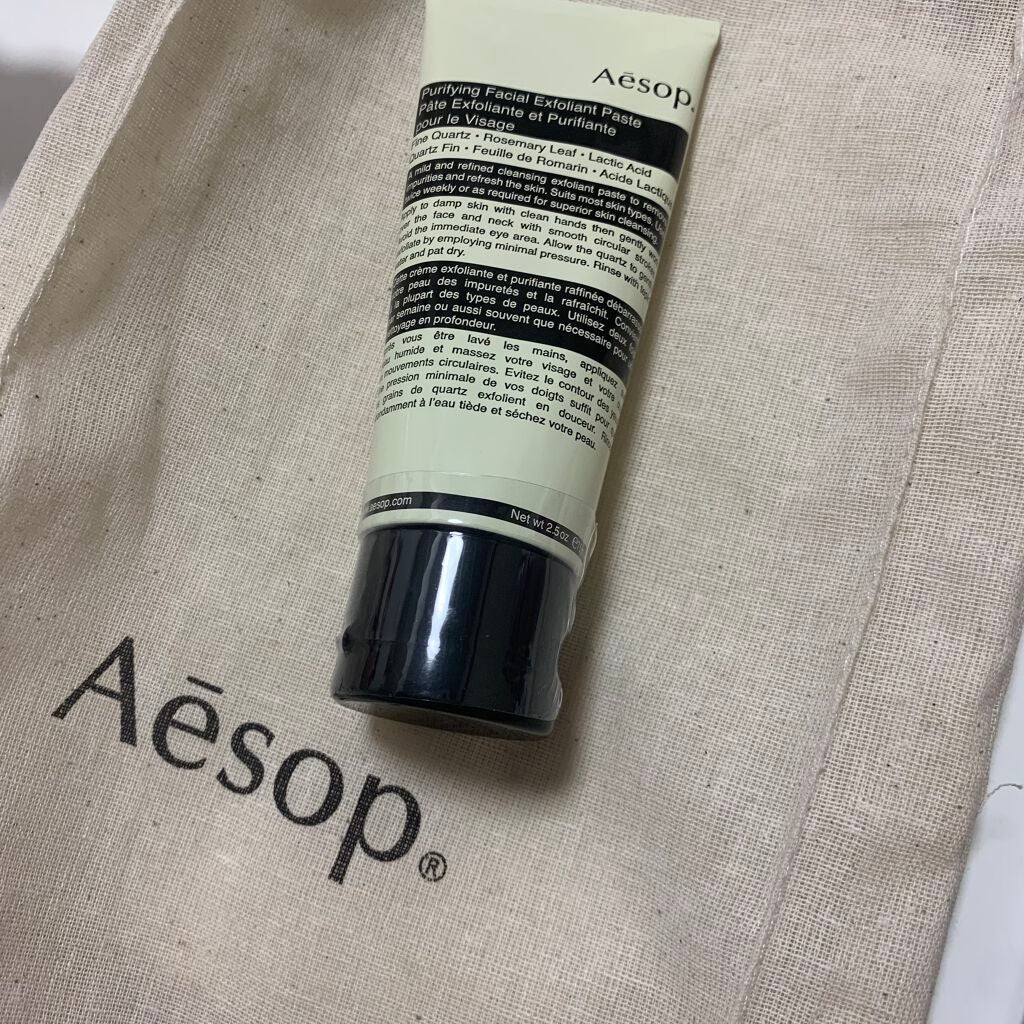 Aēsop.
Purifying Facial Exfoliant Paste
Pâte Exfoliante et Purifiante
pour le Visage
Fine Quartz · Rosemary Leaf · Lactic Acid
Quartz Fin · Feuille de Romarin · Acide Lactique
A mild and refined cleansing exfoliant paste to remove
impurities and refresh the skin. Suits most skin types. Use
twice weekly or as required for superior skin cleansing.
Apply to damp skin with clean hands then gently work
the face and neck with smooth circular strokes
avoid the immediate eye area. Allow the quartz to gently
exfoliate by employing minimal pressure. Rinse with
water and pat dry.
crème exfoliante et purifiante raffinée débarrasse
peau des impuretés et la rafraîchit. Convient
la plupart des types de peaux. Utilisez deux
semaine ou aussi souvent que nécessaire pour
nettoyage en profondeur.
vous être lavé les mains, appliquez
humide et massez votre visage et votre
mouvements circulaires. Evitez le contour des
pression minimale de vos doigts suffit pour
grains de quartz exfolient en douceur.
à l'eau tiède et séchez votre peau.
aesop.com
Net wt 2.5 oz
Aēsop®